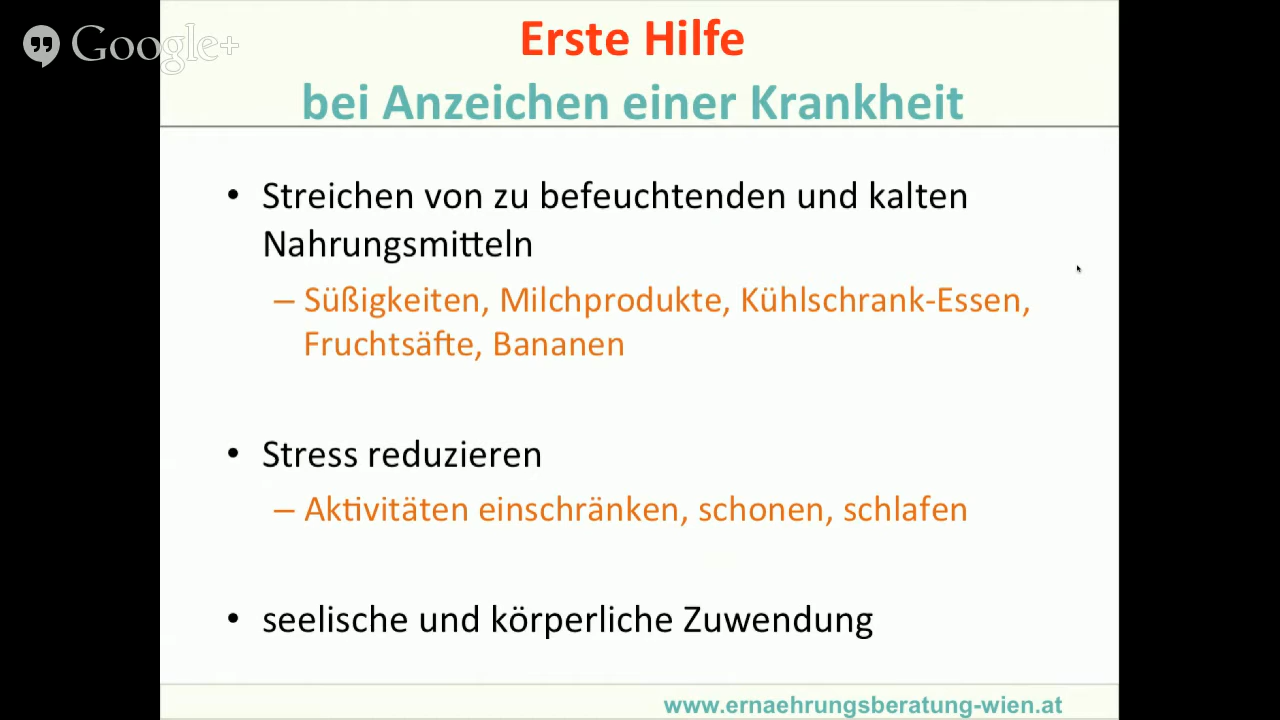 Google+
Erste Hilfe
bei Anzeichen einer Krankheit
• Streichen von zu befeuchtenden und kalten
Nahrungsmitteln
– Süßigkeiten, Milchprodukte, Kühlschrank-Essen,
Fruchtsäfte, Bananen
• Stress reduzieren
– Aktivitäten einschränken, schonen, schlafen
• seelische und körperliche Zuwendung
www.ernaehrungsberatung-wien.at